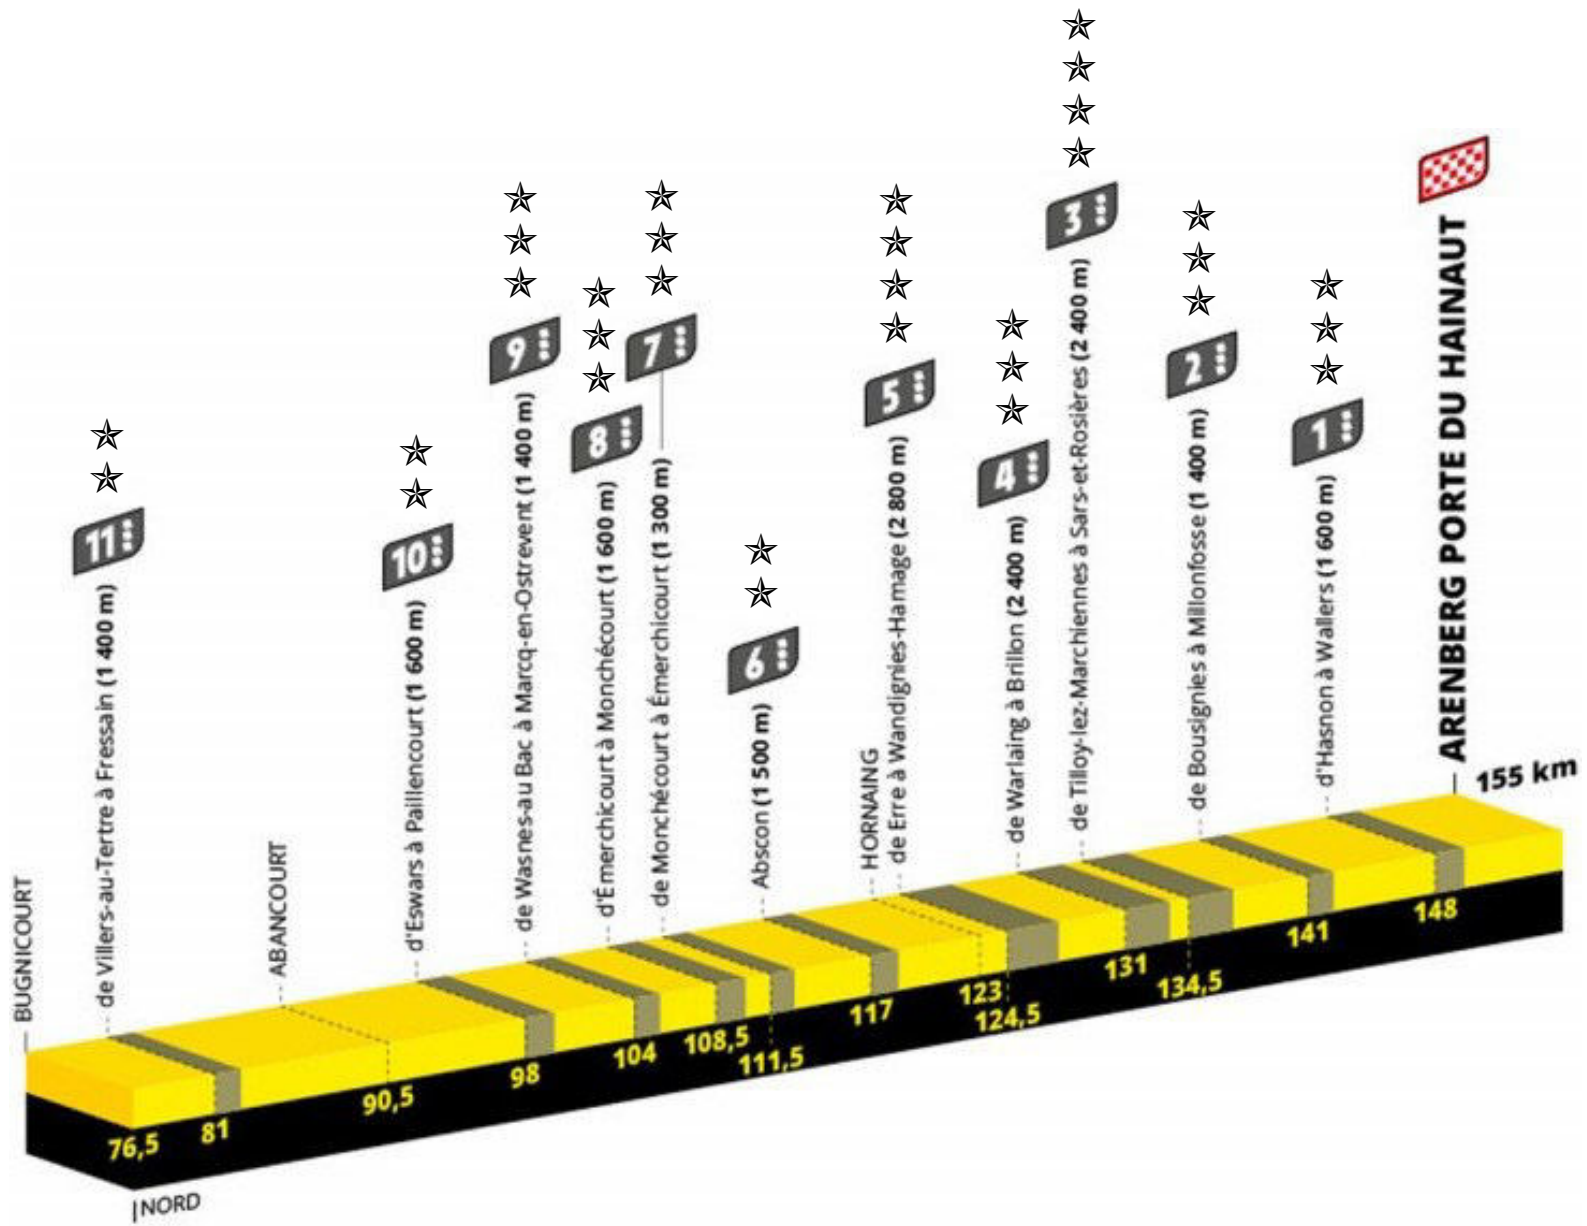 BUGNICOURT
11
de Villers-au-Tertre à Fressain (1 400 m)
ABANCOURT
10
d'Eswars à Paillencourt (1 600 m)
9
de Wasnes-au Bac à Marcq-en-Ostrevent (1 400 m)
8
d'Émerchicourt à Monchécourt (1 600 m)
7
de Monchécourt à Émerchicourt (1 300 m)
6
Abscon (1 500 m)
HORNAING
5
de Erre à Wandignies-Hamage (2 800 m)
4
de Warlaing à Brillon (2 400 m)
3
de Tilloy-lez-Marchiennes à Sars-et-Rosières (2 400 m)
2
de Bousignies à Millonfosse (1 400 m)
1
d'Hasnon à Wallers (1 600 m)
ARENBERG PORTE DU HAINAUT
155 km
76,5
81
90,5
98
104
108,5
111,5
117
123
124,5
131
134,5
141
148
NORD